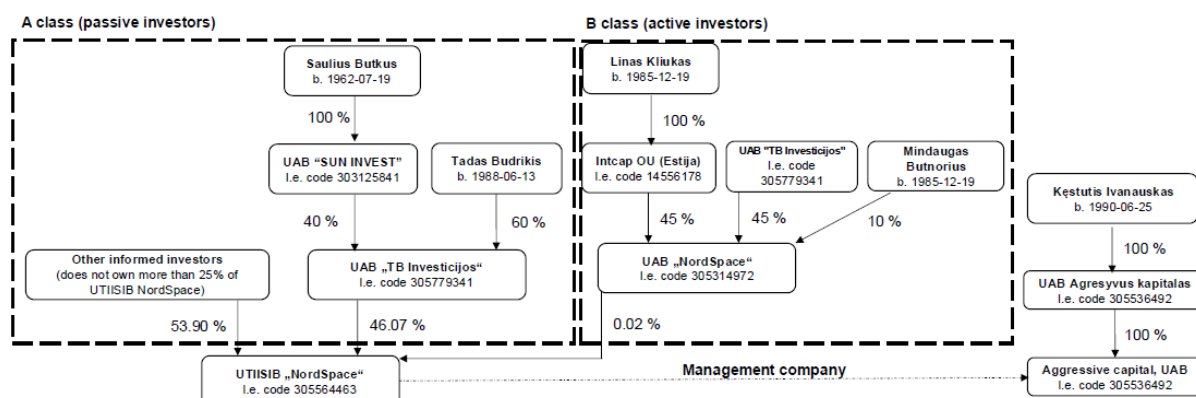 A class (passive investors)
B class (active investors)
Saulius Butkus
b. 1962-07-19
Linas Kliukas
b. 1985-12-19
100 %
100 %
UAB “SUN INVEST”
l.e. code 303125841
Tadas Budrikis
b. 1988-06-13
Intcap OU (Estija)
l.e. code 14556178
UAB "TB Investicijos"
l.e. code
305779341
Mindaugas
Butnorius
b. 1985-12-19
Kęstutis Ivanauskas
b. 1990-06-25
40 %
60 %
45 %
45 %
10 %
100 %
Other informed investors
(does not own more than 25% of
UTIISIB NordSpace)
UAB „TB Investicijos“
l.e. code 305779341
UAB „NordSpace“
l.e. code 305314972
UAB Agresyvus kapitalas
l.e. code 305536492
53.90 %
46.07 %
0.02 %
100 %
UTIISIB „NordSpace“
l.e. code 305564463
Management company
Aggressive capital, UAB
l.e. code 305536492